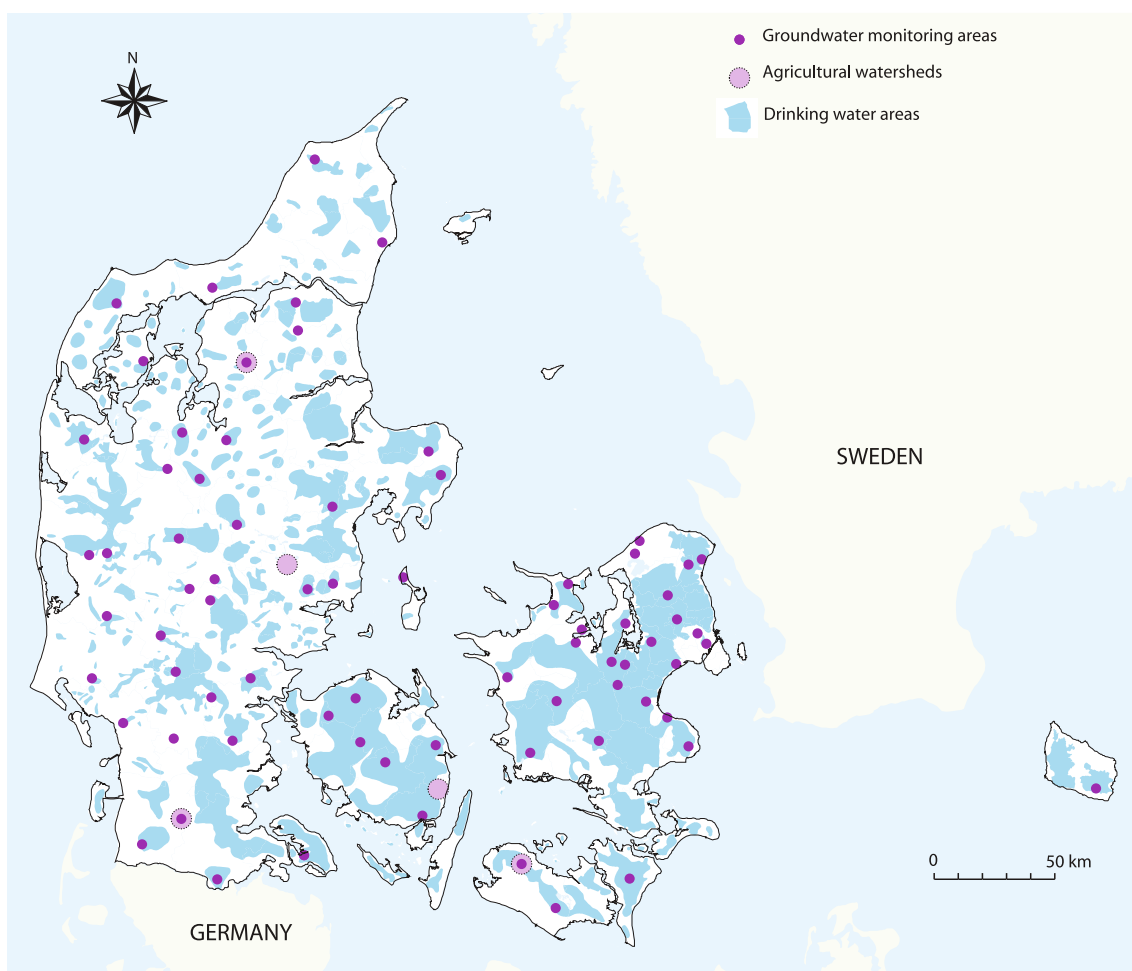 Groundwater monitoring areas
N
Agricultural watersheds
Drinking water areas
SWEDEN
0 50 km
GERMANY